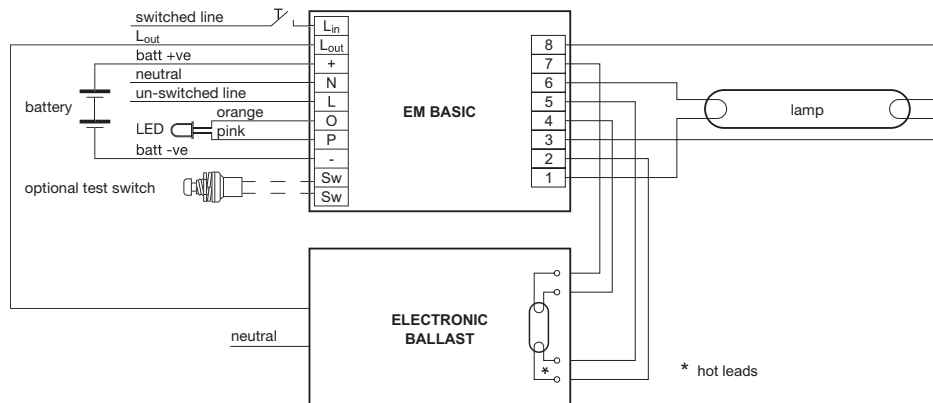 switched line
L_out
batt +ve
neutral
un-switched line
battery
LED
orange
pink
batt -ve
optional test switch
L_in
L_out
+
N
L
O
P
-
Sw
Sw
EM BASIC
8
7
6
5
4
3
2
1
lamp
neutral
ELECTRONIC
BALLAST
*
* hot leads